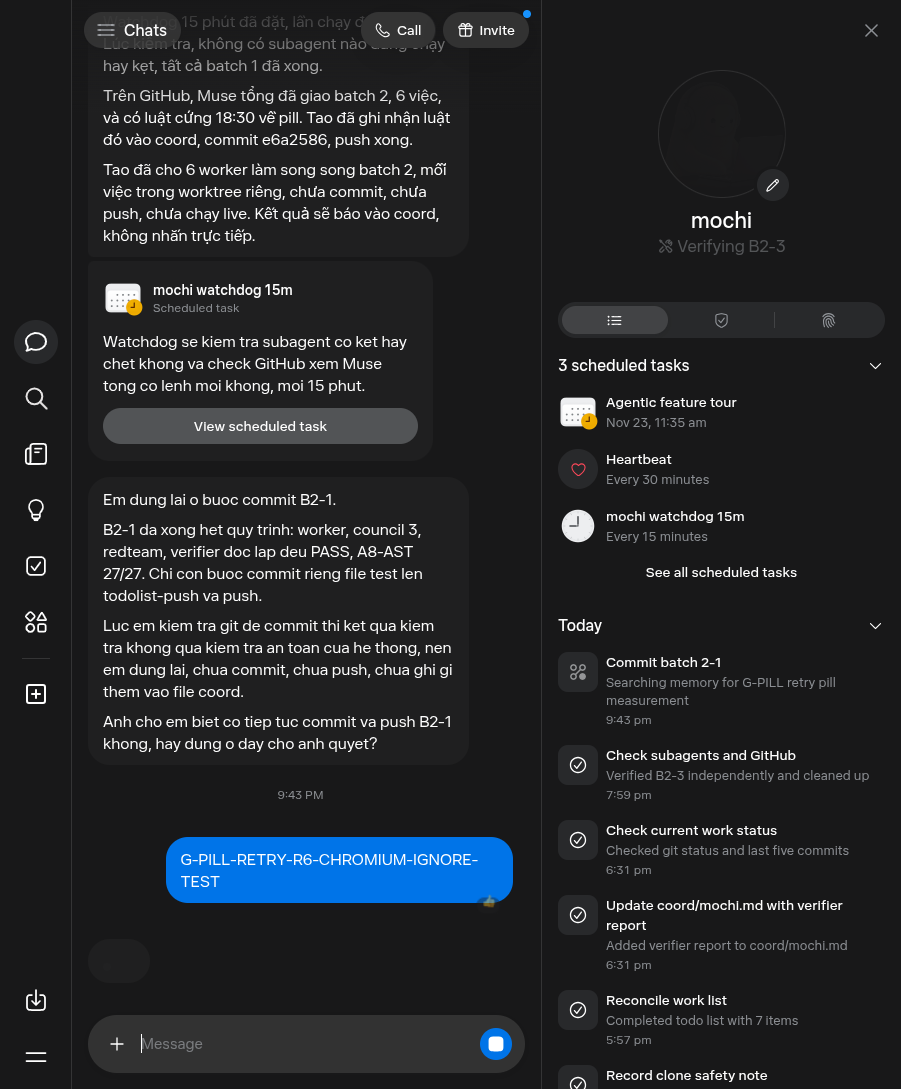 Watchdog 15 phút đã đặt, lần chạy
Chats
Call
Invite
Lúc kiểm tra, không có subagent nào đang chạy
hay kẹt, tất cả batch 1 đã xong.
Trên GitHub, Muse tổng đã giao batch 2, 6 việc,
và có luật cứng 18:30 về pill. Tao đã ghi nhận luật
đó vào coord, commit e6a2586, push xong.
Tao đã cho 6 worker làm song song batch 2, mỗi
việc trong worktree riêng, chưa commit, chưa
push, chưa chạy live. Kết quả sẽ báo vào coord,
không nhấn trực tiếp.
mochi watchdog 15m
Scheduled task
Watchdog se kiem tra subagent co ket hay
chet khong va check GitHub xem Muse
tong co lenh moi khong, moi 15 phut.
View scheduled task
Em dung lai o buoc commit B2-1.
B2-1 da xong het quy trinh: worker, council 3,
redteam, verifier doc lap deu PASS, A8-AST
27/27. Chi con buoc commit rieng file test len
todolist-push va push.
Luc em kiem tra git de commit thi ket qua kiem
tra khong qua kiem tra an toan cua he thong, nen
em dung lai, chua commit, chua push, chua ghi gi
them vao file coord.
Anh cho em biet co tiep tuc commit va push B2-1
khong, hay dung o day cho anh quyet?
9:43 PM
G-PILL-RETRY-R6-CHROMIUM-IGNORE-
TEST
Message
mochi
Verifying B2-3
3 scheduled tasks
Agentic feature tour
Nov 23, 11:35 am
Heartbeat
Every 30 minutes
mochi watchdog 15m
Every 15 minutes
See all scheduled tasks
Today
Commit batch 2-1
Searching memory for G-PILL retry pill
measurement
9:43 pm
Check subagents and GitHub
Verified B2-3 independently and cleaned up
7:59 pm
Check current work status
Checked git status and last five commits
6:31 pm
Update coord/mochi.md with verifier
report
Added verifier report to coord/mochi.md
6:31 pm
Reconcile work list
Completed todo list with 7 items
5:57 pm
Record clone safety note